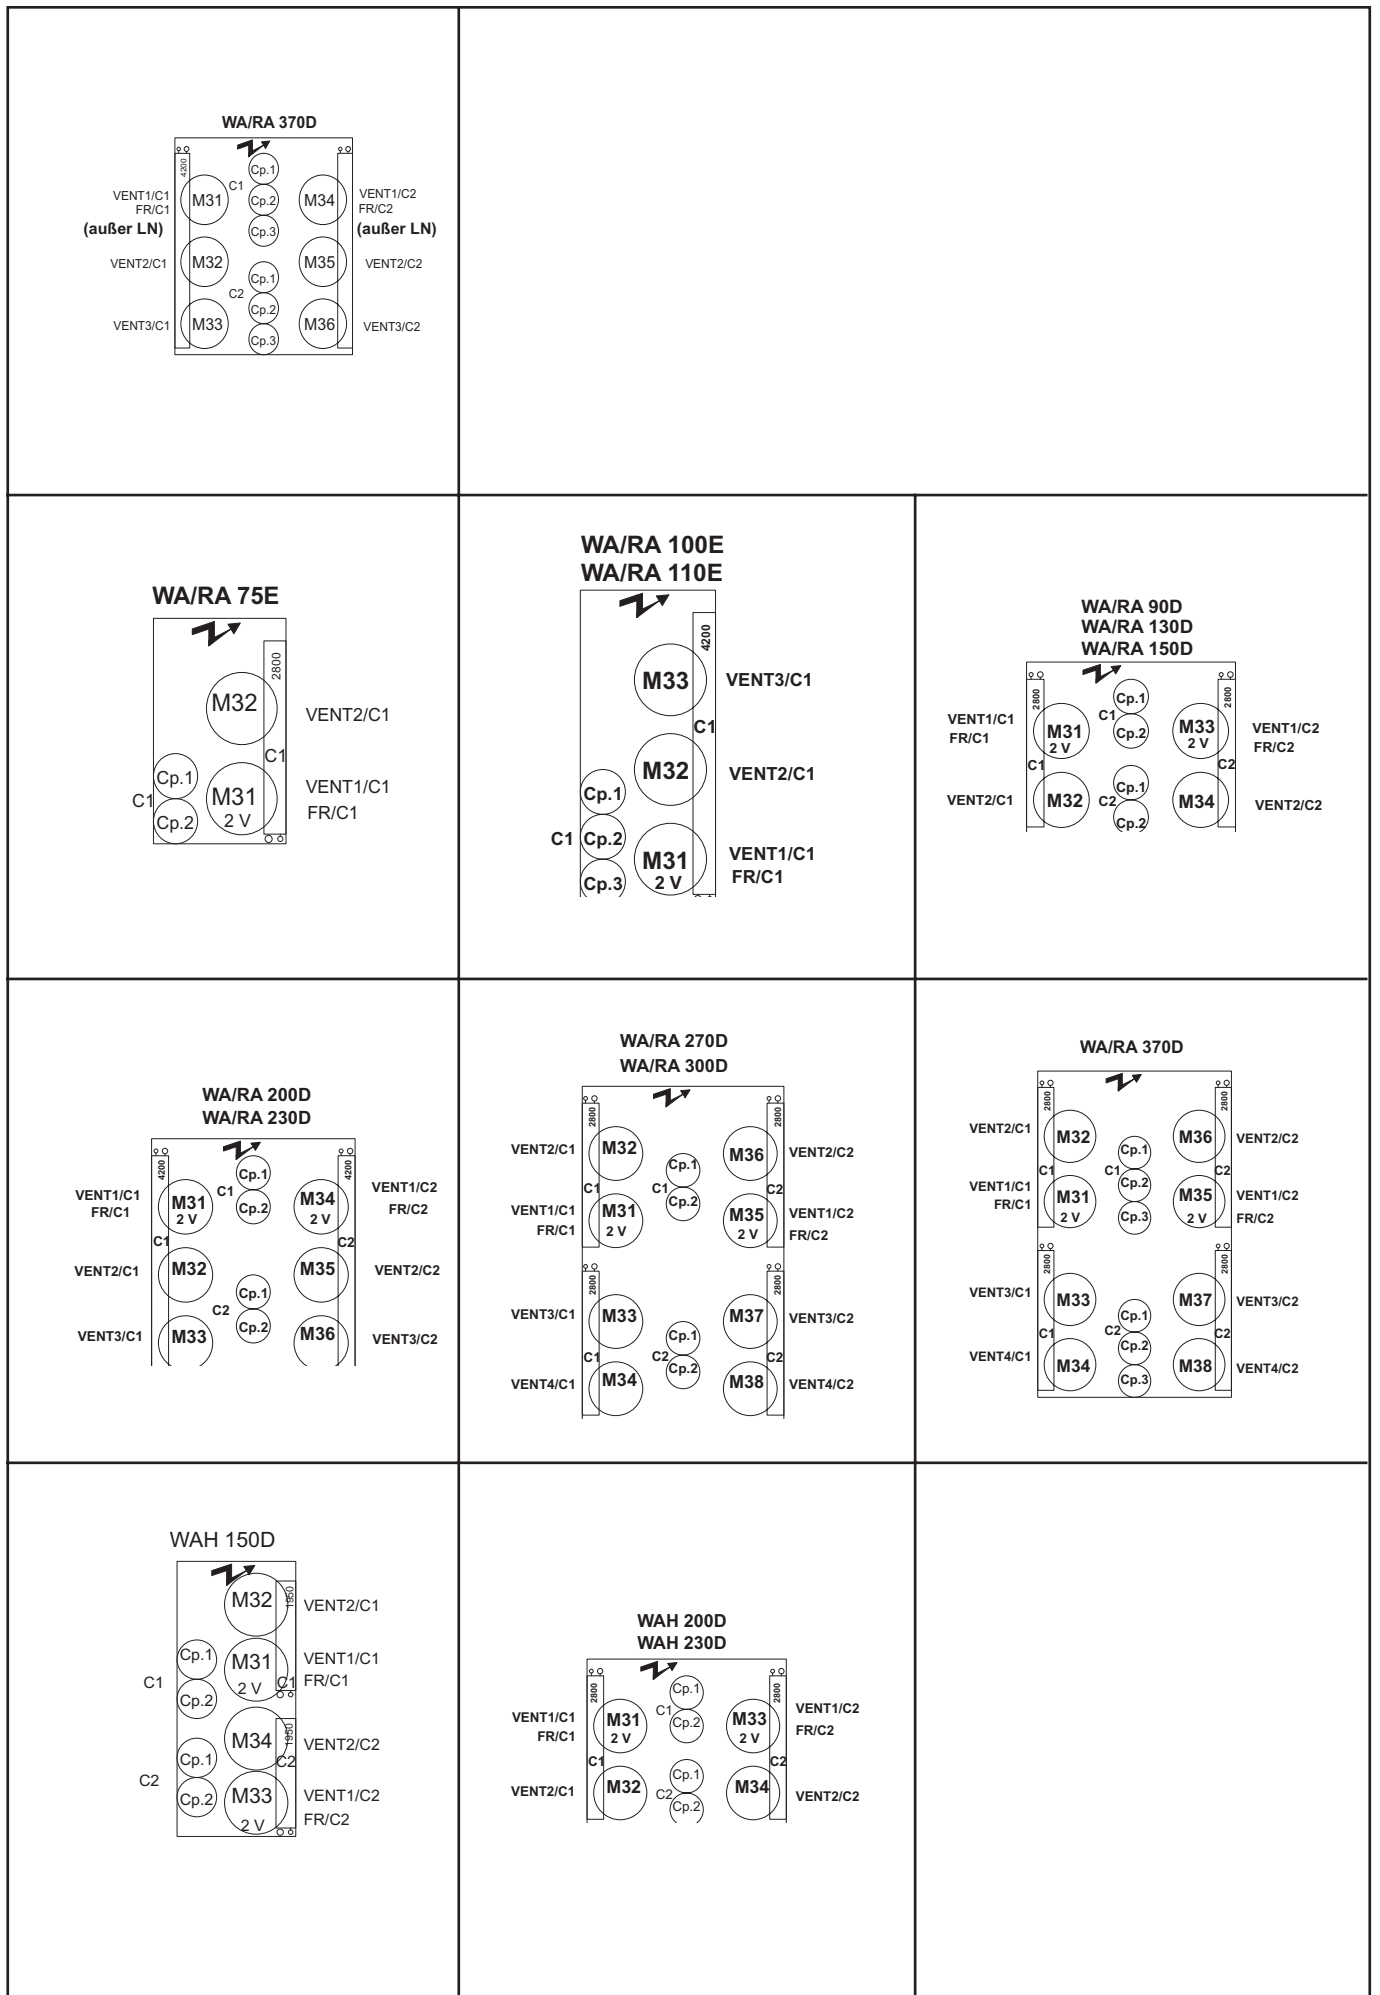 WA/RA 370D
4200
Cp.1
C1
VENT1/C1
FR/C1
(außer LN)
M31
Cp.2
M34
VENT1/C2
FR/C2
(außer LN)
Cp.3
VENT2/C1
M32
M35
VENT2/C2
Cp.1
C2
Cp.2
VENT3/C1
M33
M36
VENT3/C2
Cp.3
WA/RA 75E
2800
M32
VENT2/C1
C1
Cp.1
C1
M31
2 V
VENT1/C1
FR/C1
Cp.2
WA/RA 100E
WA/RA 110E
4200
M33
VENT3/C1
C1
M32
VENT2/C1
Cp.1
C1
Cp.2
M31
2 V
VENT1/C1
FR/C1
Cp.3
WA/RA 90D
WA/RA 130D
WA/RA 150D
2800
Cp.1
2800
VENT1/C1
FR/C1
M31
2 V
C1
Cp.2
M33
2 V
VENT1/C2
FR/C2
C1
C2
Cp.1
VENT2/C1
M32
C2
M34
VENT2/C2
Cp.2
WA/RA 200D
WA/RA 230D
4200
Cp.1
4200
VENT1/C1
FR/C1
M31
2 V
C1
Cp.2
M34
2 V
VENT1/C2
FR/C2
C1
C2
VENT2/C1
M32
M35
VENT2/C2
Cp.1
C2
Cp.2
VENT3/C1
M33
M36
VENT3/C2
WA/RA 270D
WA/RA 300D
2800
2800
VENT2/C1
M32
M36
VENT2/C2
Cp.1
C1
C1
Cp.2
C2
VENT1/C1
FR/C1
M31
2 V
M35
2 V
VENT1/C2
FR/C2
2800
2800
VENT3/C1
M33
M37
VENT3/C2
Cp.1
C1
C2
Cp.2
C2
VENT4/C1
M34
M38
VENT4/C2
WA/RA 370D
2800
2800
VENT2/C1
M32
M36
VENT2/C2
Cp.1
C1
C1
Cp.2
C2
VENT1/C1
FR/C1
M31
2 V
Cp.3
M35
2 V
VENT1/C2
FR/C2
2800
2800
VENT3/C1
M33
M37
VENT3/C2
Cp.1
C1
C2
Cp.2
C2
VENT4/C1
M34
Cp.3
M38
VENT4/C2
WAH 150D
1950
M32
VENT2/C1
Cp.1
C1
M31
2 V
C1
VENT1/C1
FR/C1
Cp.2
1950
M34
VENT2/C2
Cp.1
C2
C2
M33
2 V
VENT1/C2
FR/C2
Cp.2
WAH 200D
WAH 230D
2800
Cp.1
2800
VENT1/C1
FR/C1
M31
2 V
C1
Cp.2
M33
2 V
VENT1/C2
FR/C2
C1
C2
Cp.1
VENT2/C1
M32
C2
M34
VENT2/C2
Cp.2